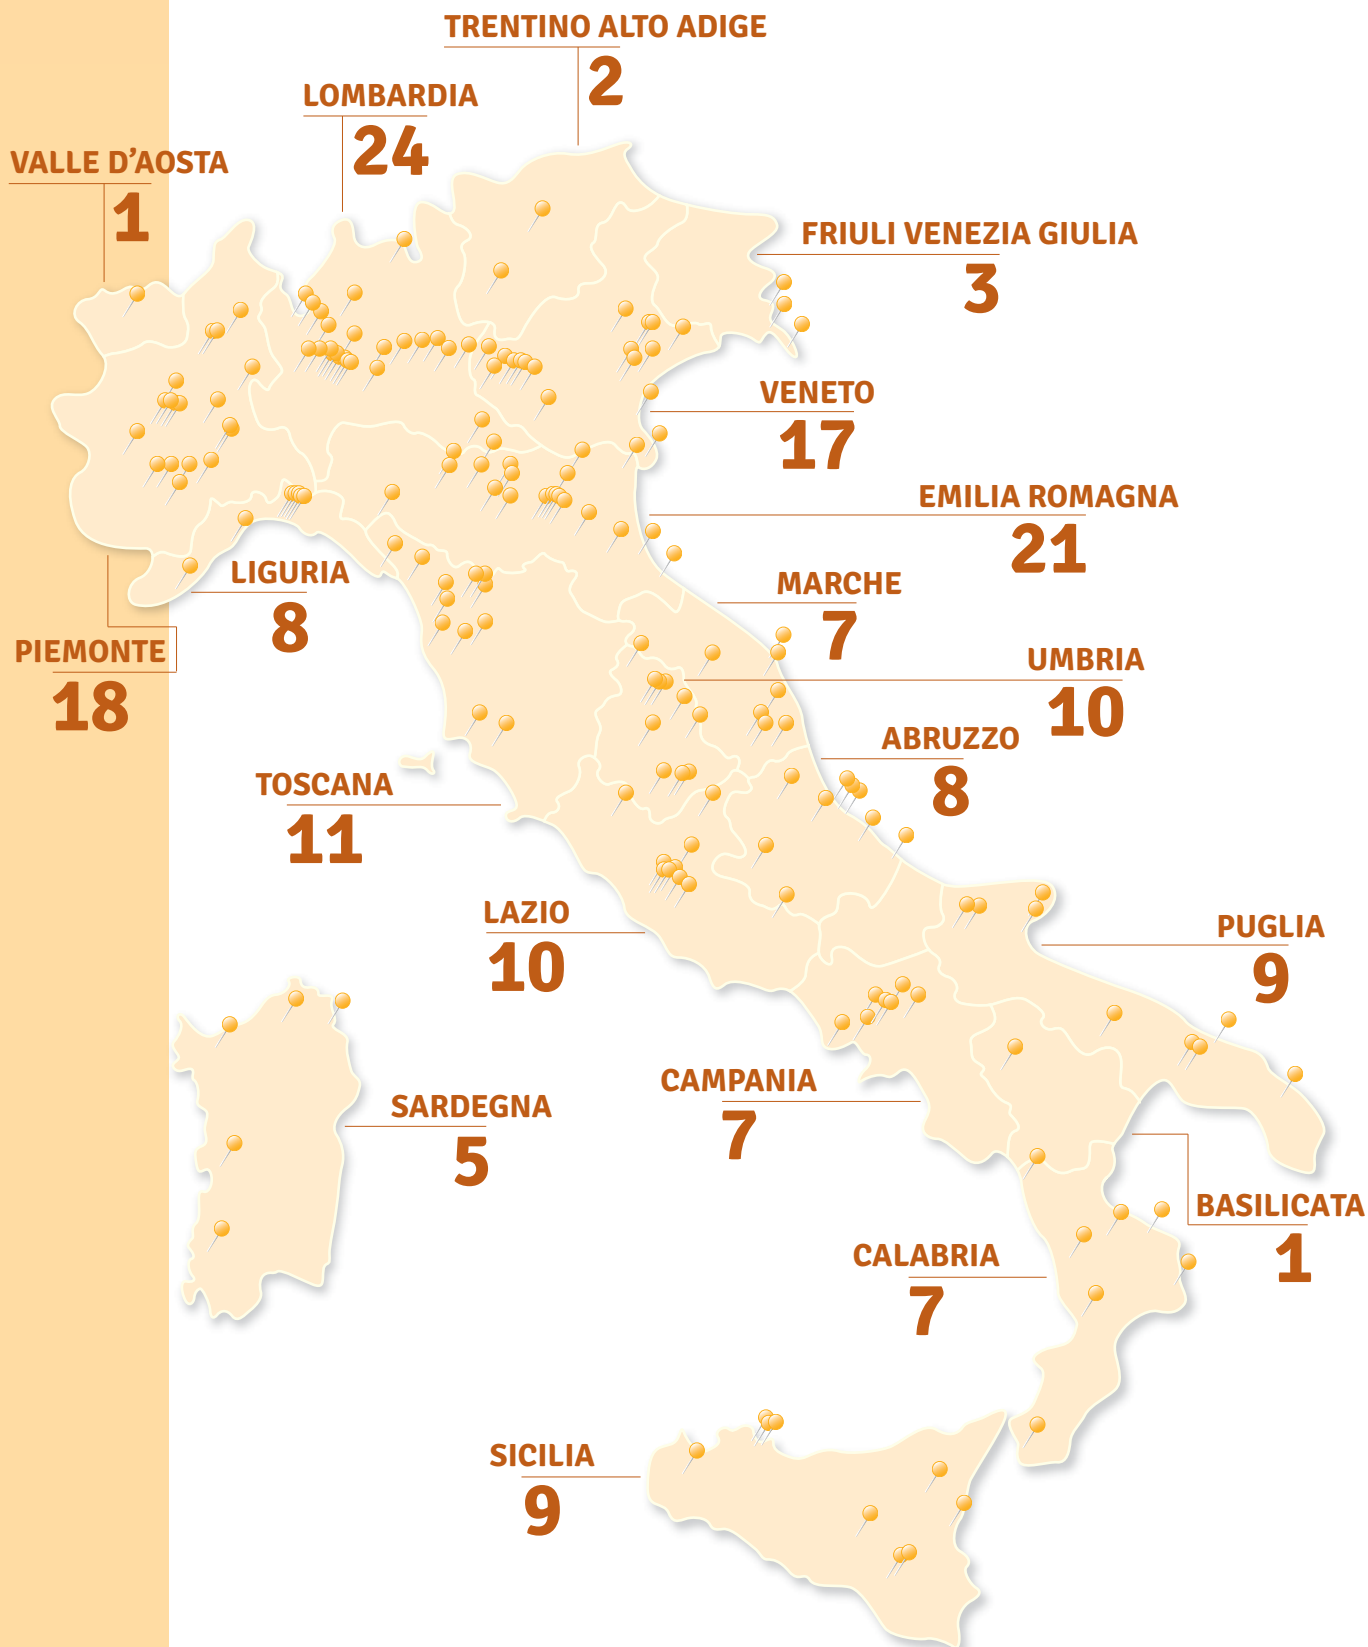 TRENTINO ALTO ADIGE
2
LOMBARDIA
24
VALLE D’AOSTA
1
FRIULI VENEZIA GIULIA
3
VENETO
17
EMILIA ROMAGNA
21
LIGURIA
8
MARCHE
7
PIEMONTE
18
UMBRIA
10
ABRUZZO
8
TOSCANA
11
LAZIO
10
PUGLIA
9
CAMPANIA
7
SARDEGNA
5
BASILICATA
1
CALABRIA
7
SICILIA
9